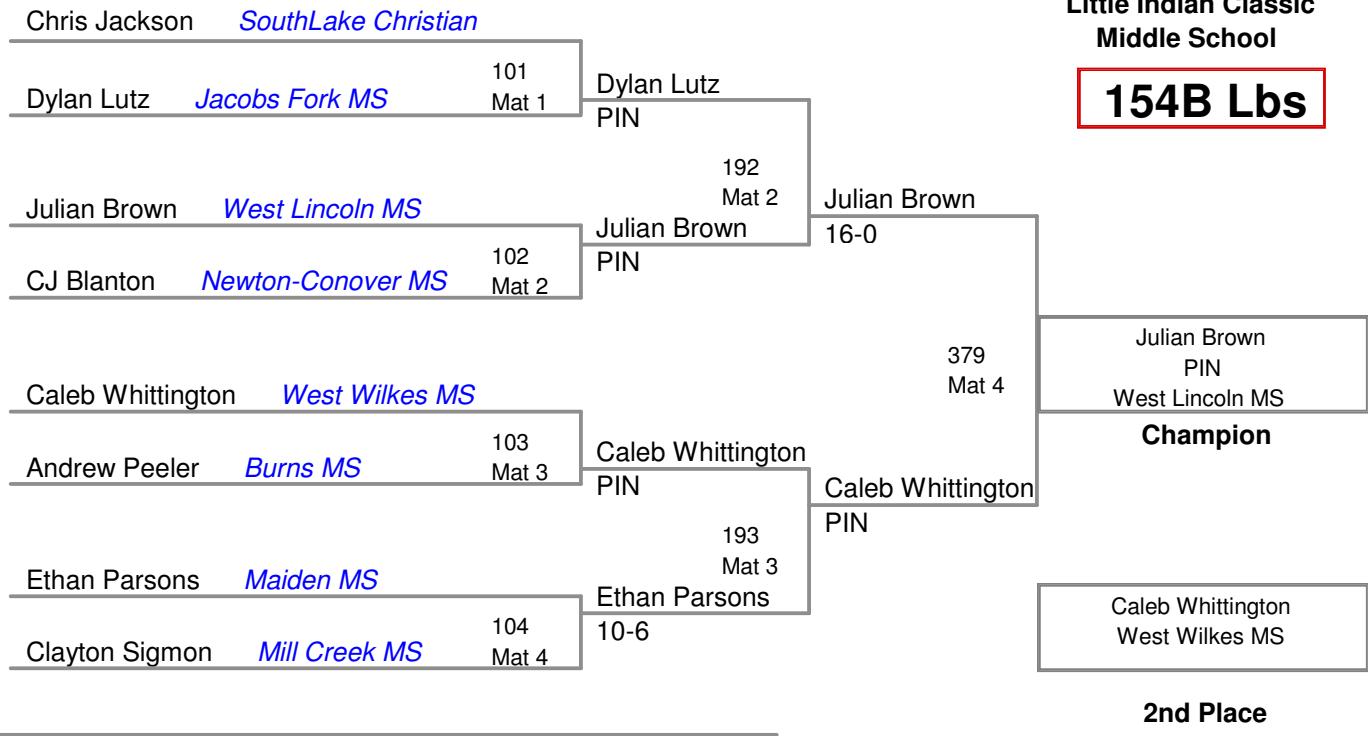 Little Indian Classic
Middle School
154B Lbs
Chris Jackson SouthLake Christian
101
Dylan Lutz Jacobs Fork MS Mat 1
Dylan Lutz
PIN
192
Mat 2
Julian Brown West Lincoln MS
Julian Brown
PIN
102
CJ Blanton Newton-Conover MS Mat 2
Julian Brown
16-0
379
Mat 4
Caleb Whittington West Wilkes MS
103
Andrew Peeler Burns MS Mat 3
Caleb Whittington
PIN
193
Mat 3
Caleb Whittington
PIN
Ethan Parsons Maiden MS
Ethan Parsons
10-6
104
Clayton Sigmon Mill Creek MS Mat 4
Julian Brown
PIN
West Lincoln MS
Champion
Caleb Whittington
West Wilkes MS
2nd Place